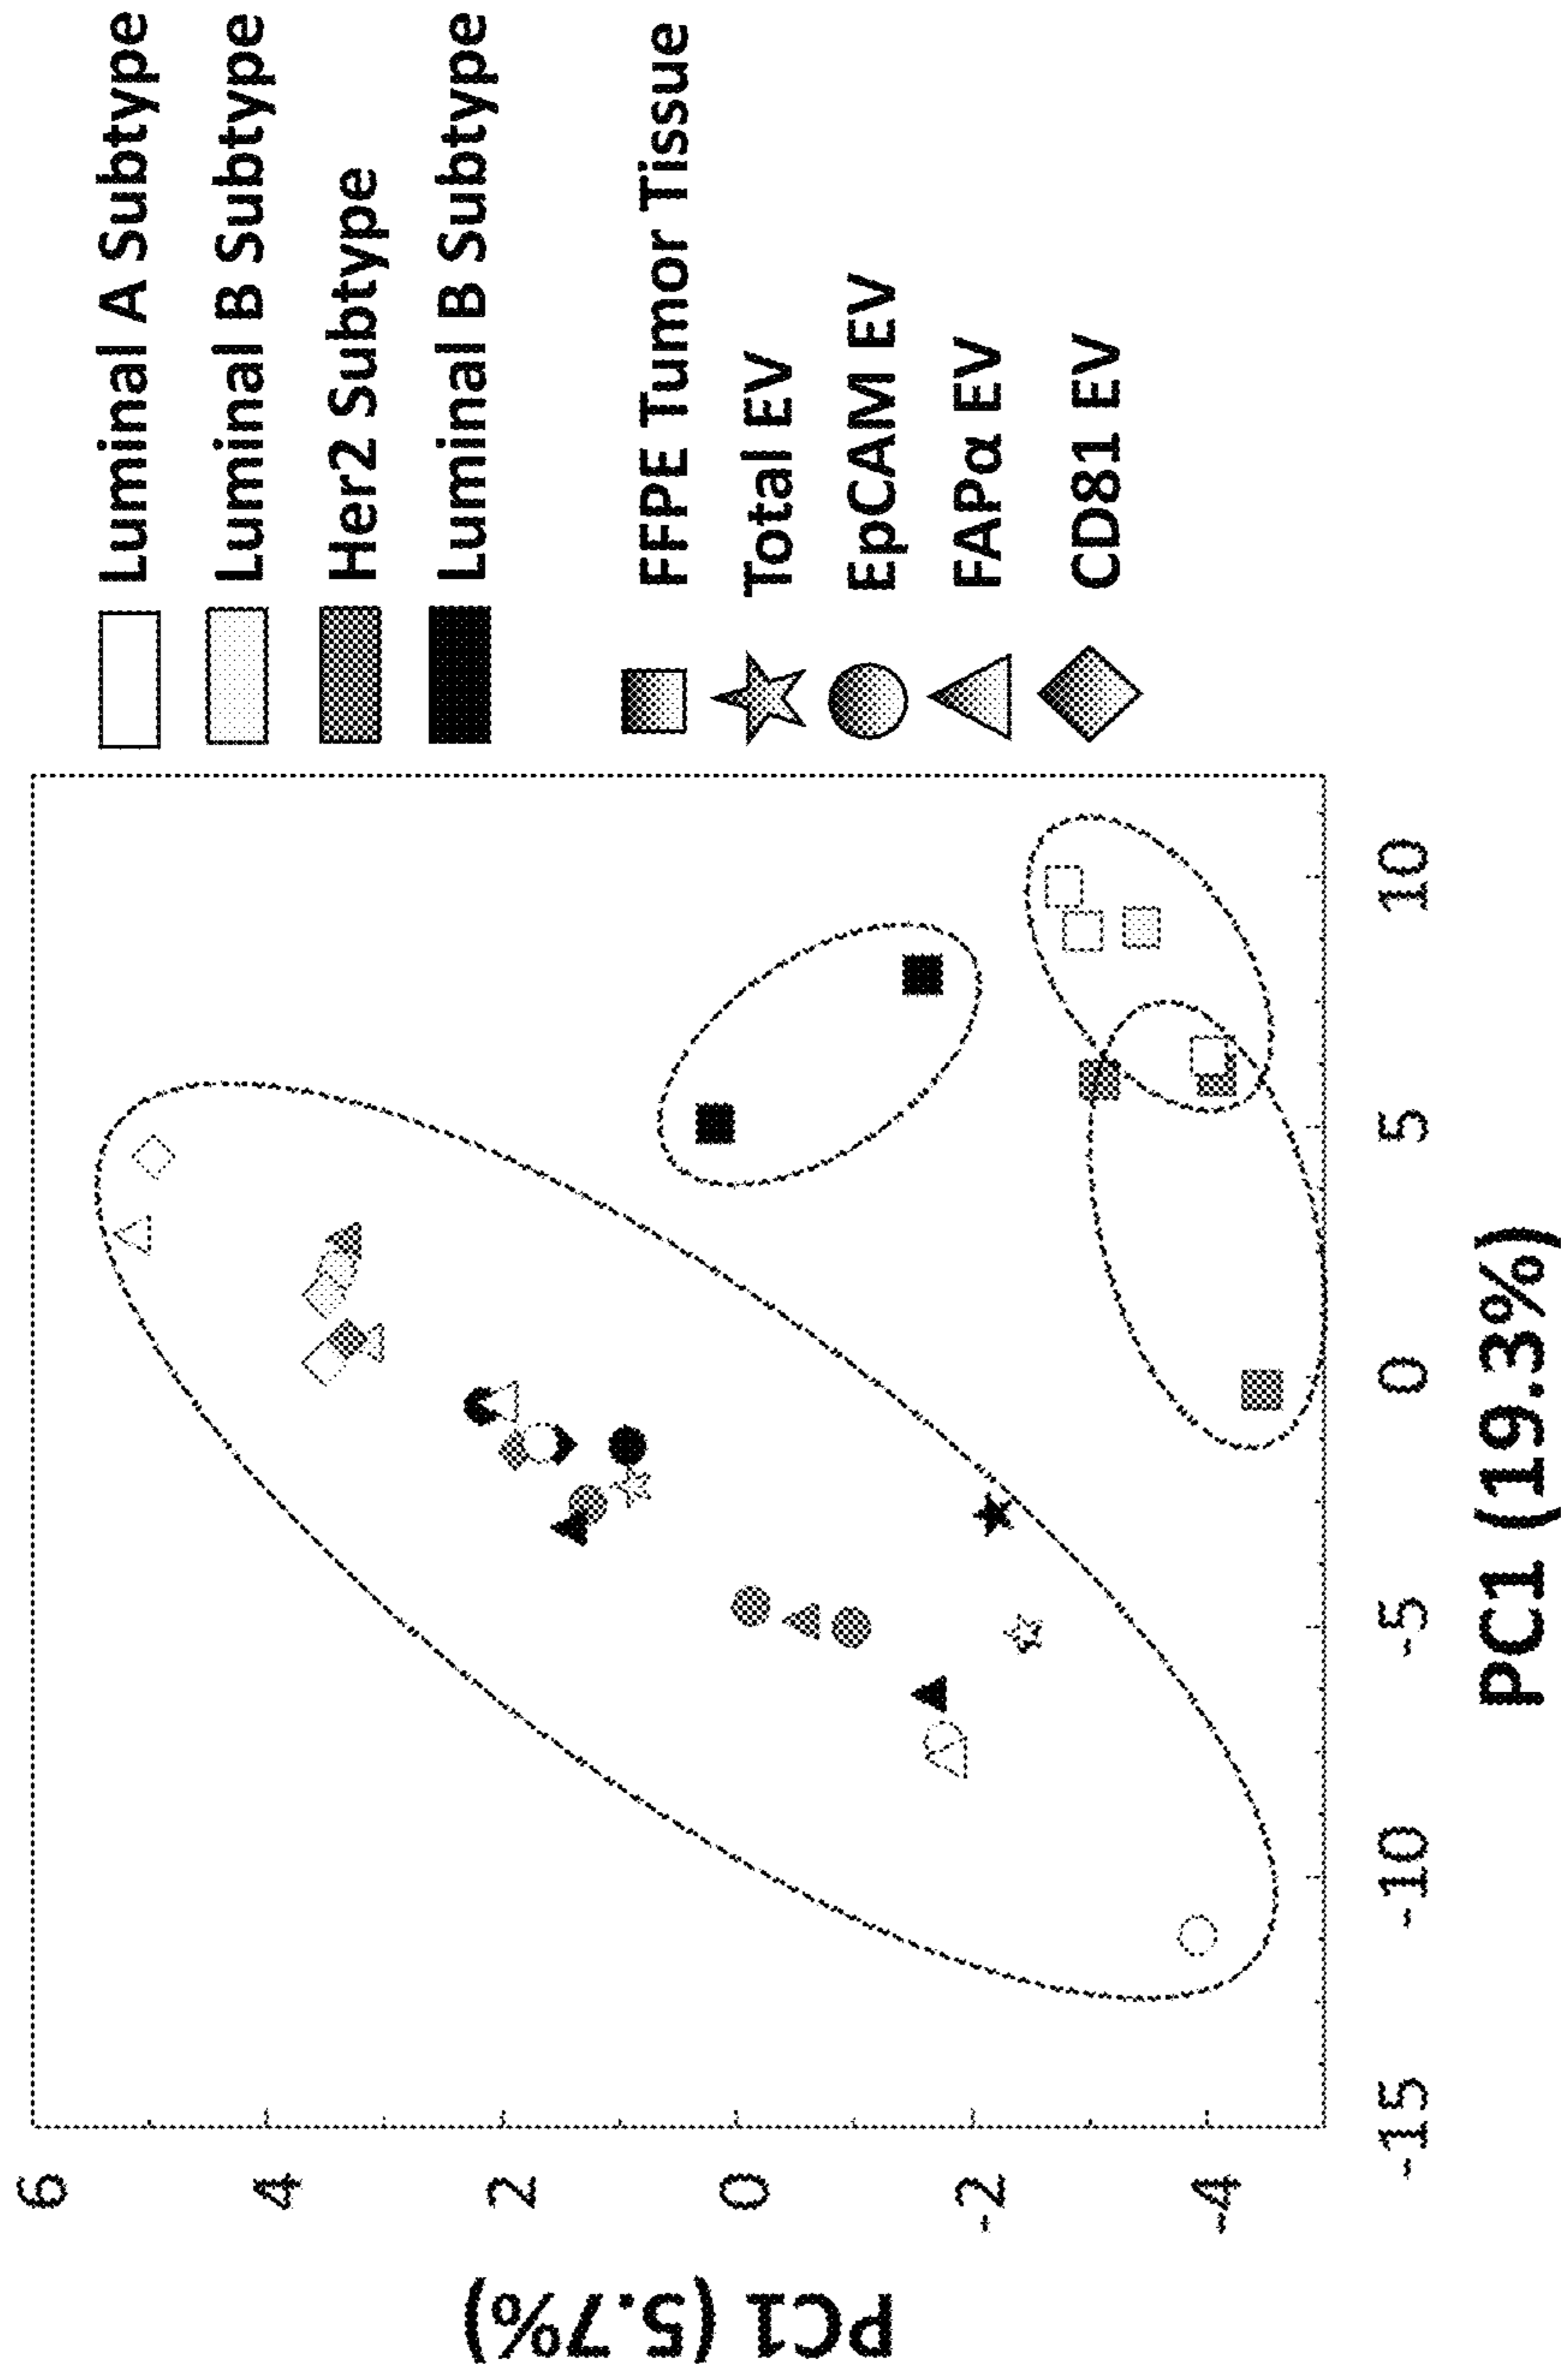 Luminal A Subtype
Luminal B Subtype
Her2 Subtype
Luminal B Subtype
FFPE Tumor Tissue
Total EV
EpCAM EV
FAPα EV
CD81 EV
6
4
2
0
-2
-4
PC1 (5.7%)
-15
-10
-5
0
5
10
PC1 (19.3%)